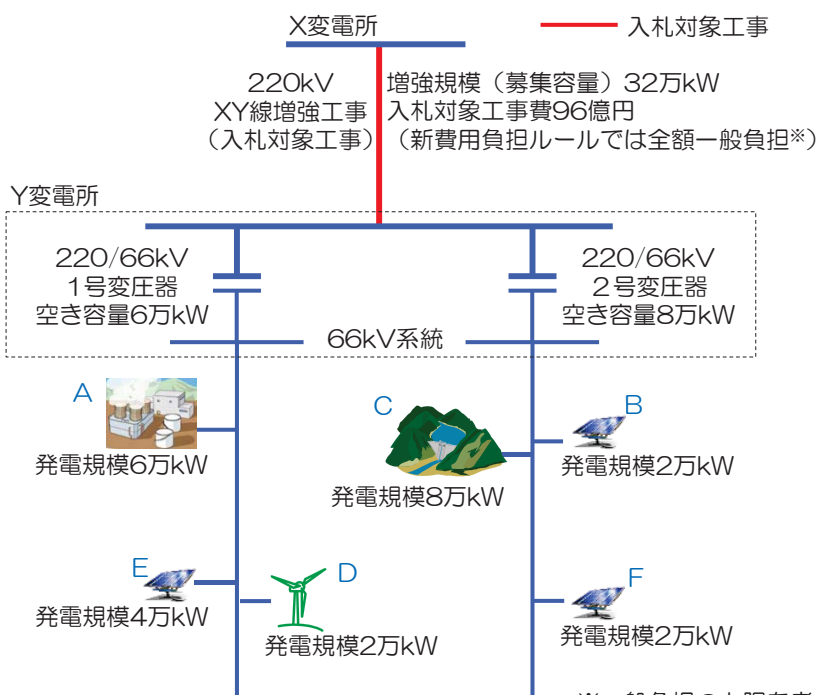 X変電所
入札対象工事
220kV
XY線増強工事
（入札対象工事）
増強規模（募集容量）32万kW
入札対象工事費96億円
（新費用負担ルールでは全額一般負担※）
Y変電所
220/66kV
1号変圧器
空き容量6万kW
220/66kV
2号変圧器
空き容量8万kW
66kV系統
A
発電規模6万kW
C
発電規模8万kW
B
発電規模2万kW
E
発電規模4万kW
D
発電規模2万kW
F
発電規模2万kW